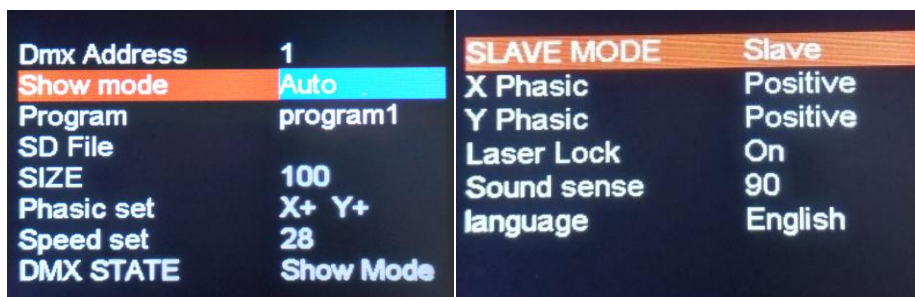 Dmx Address 1
Show mode Auto
Program program1
SD File
SIZE 100
Phasic set X+ Y+
Speed set 28
DMX STATE Show Mode
SLAVE MODE Slave
X Phasic Positive
Y Phasic Positive
Laser Lock On
Sound sense 90
language English